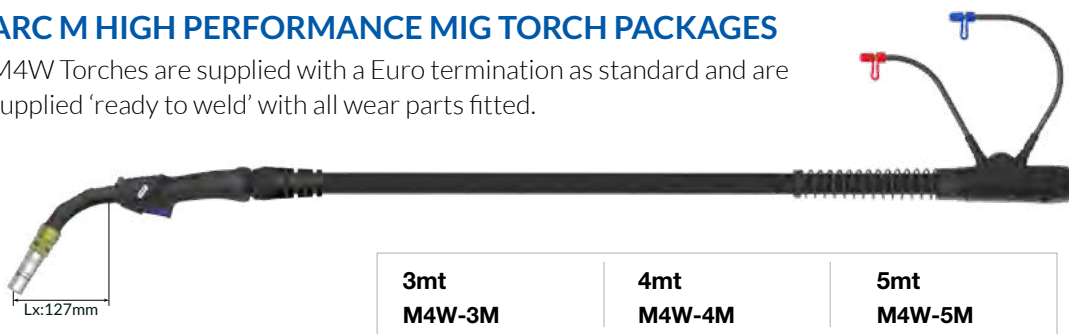 ARC M HIGH PERFORMANCE MIG TORCH PACKAGES
M4W Torches are supplied with a Euro termination as standard and are
supplied ‘ready to weld’ with all wear parts fitted.
Lx:127mm
3mt 4mt 5mt
M4W-3M M4W-4M M4W-5M